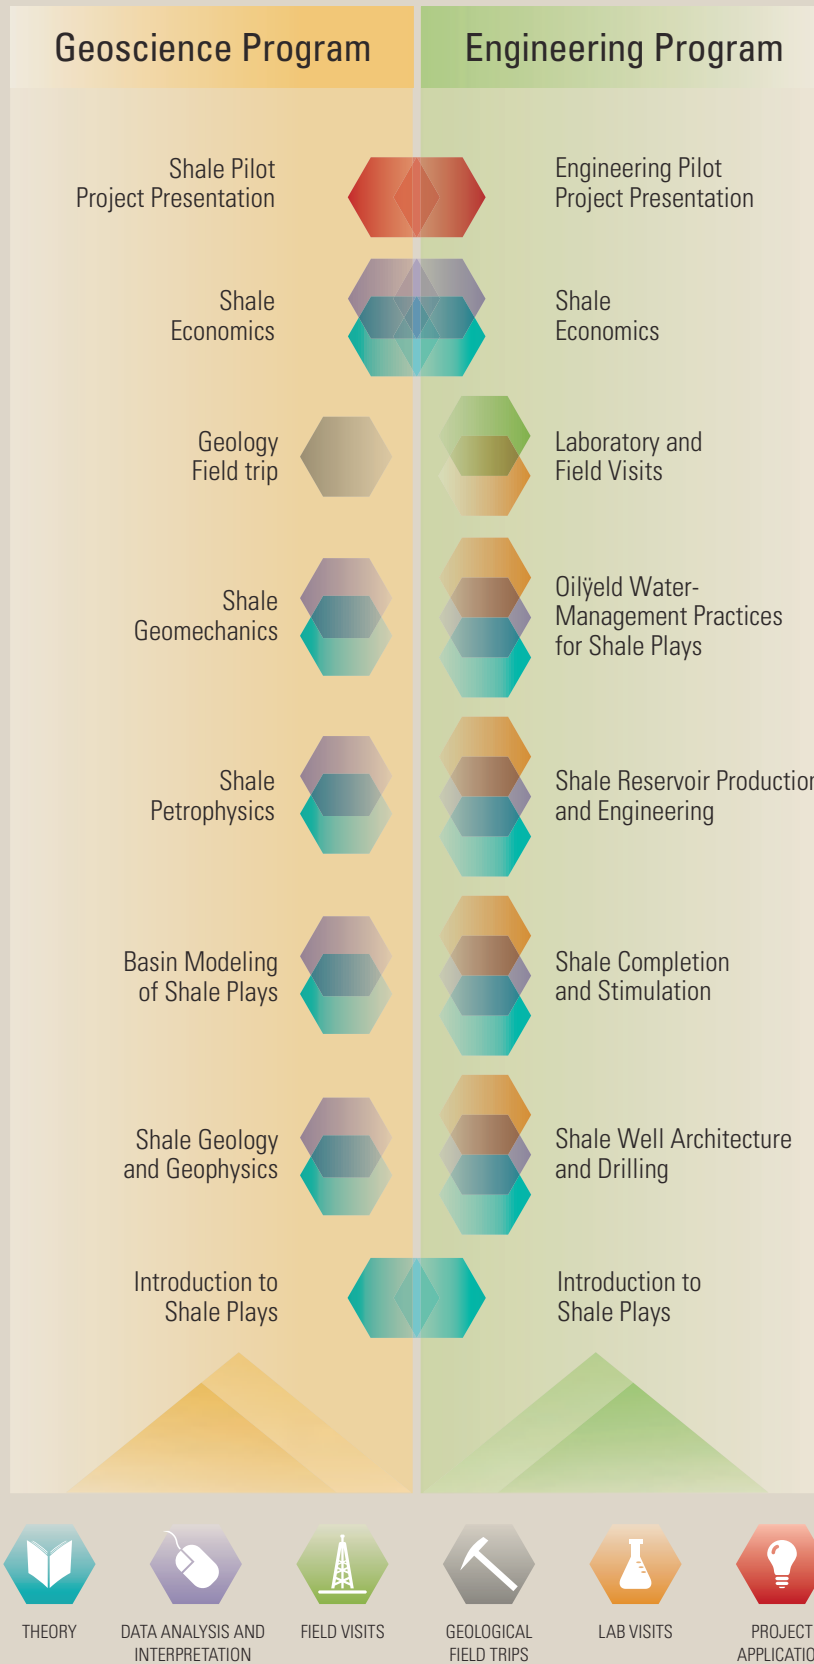 Geoscience Program
Engineering Program
Shale Pilot
Project Presentation
Engineering Pilot
Project Presentation
Shale
Economics
Shale
Economics
Geology
Field trip
Laboratory and
Field Visits
Shale
Geomechanics
Oilÿeld Water-
Management Practices
for Shale Plays
Shale
Petrophysics
Shale Reservoir Production
and Engineering
Basin Modeling
of Shale Plays
Shale Completion
and Stimulation
Shale Geology
and Geophysics
Shale Well Architecture
and Drilling
Introduction to
Shale Plays
Introduction to
Shale Plays
THEORY
DATA ANALYSIS AND
INTERPRETATION
FIELD VISITS
GEOLOGICAL
FIELD TRIPS
LAB VISITS
PROJECT
APPLICATION